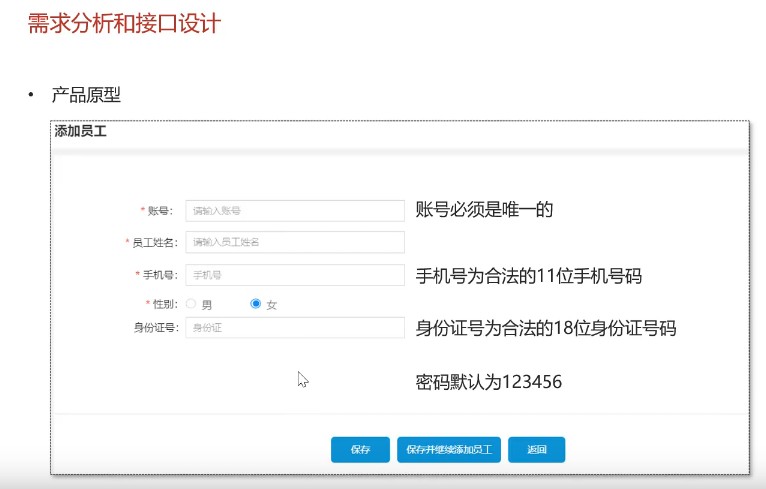 需求分析和接口设计
• 产品原型
添加员工
* 账号： 请输入账号 账号必须是唯一的
* 员工姓名： 请输入员工姓名
* 手机号： 手机号 手机号为合法的11位手机号码
* 性别： 男 女
身份证号： 身份证 身份证号为合法的18位身份证号码
密码默认为123456
保存 保存并继续添加员工 返回